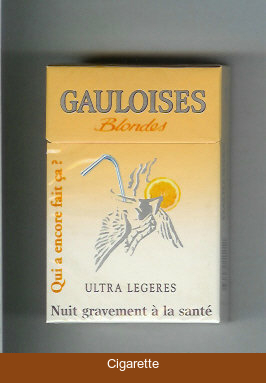 GAULOISES
Blondes
Qui a encore fait ça ?
ULTRA LEGERES
Nuit gravement à la santé
Cigarette